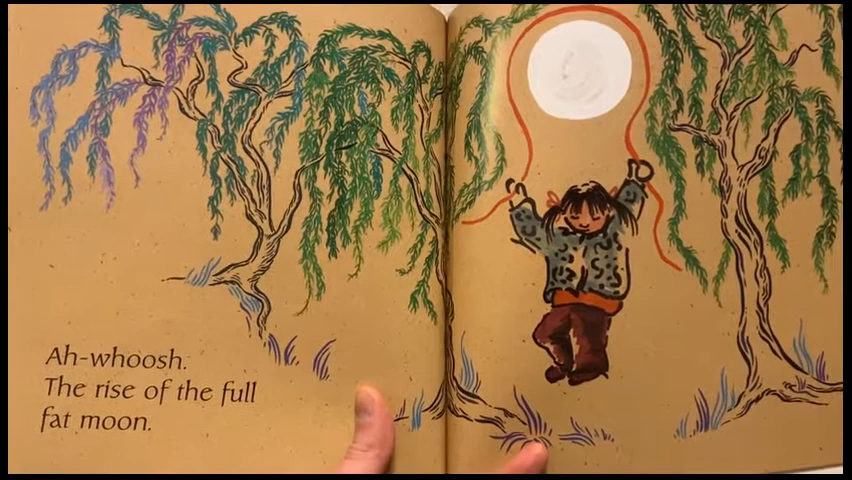 Ah-whoosh.
The rise of the full
fat moon.